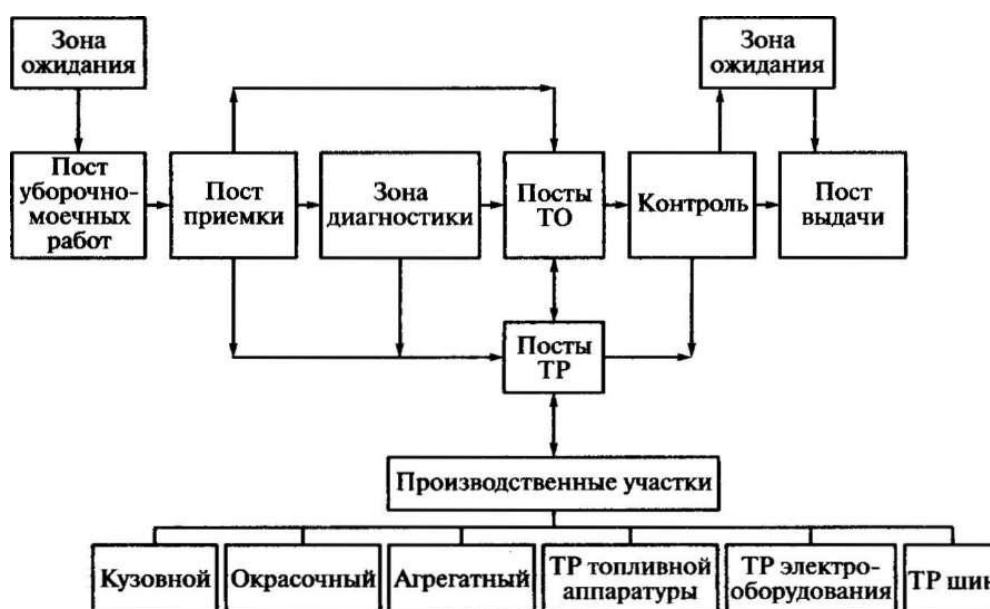 Зона
ожидания
Зона
ожидания
Пост
уборочно-
моечных
работ
Пост
приемки
Зона
диагностики
Посты
ТО
Контроль
Пост
выдачи
Посты
ТР
Производственные участки
Кузовной
Окрасочный
Агрегатный
ТР топливной
аппаратуры
ТР электро-
оборудования
ТР шин